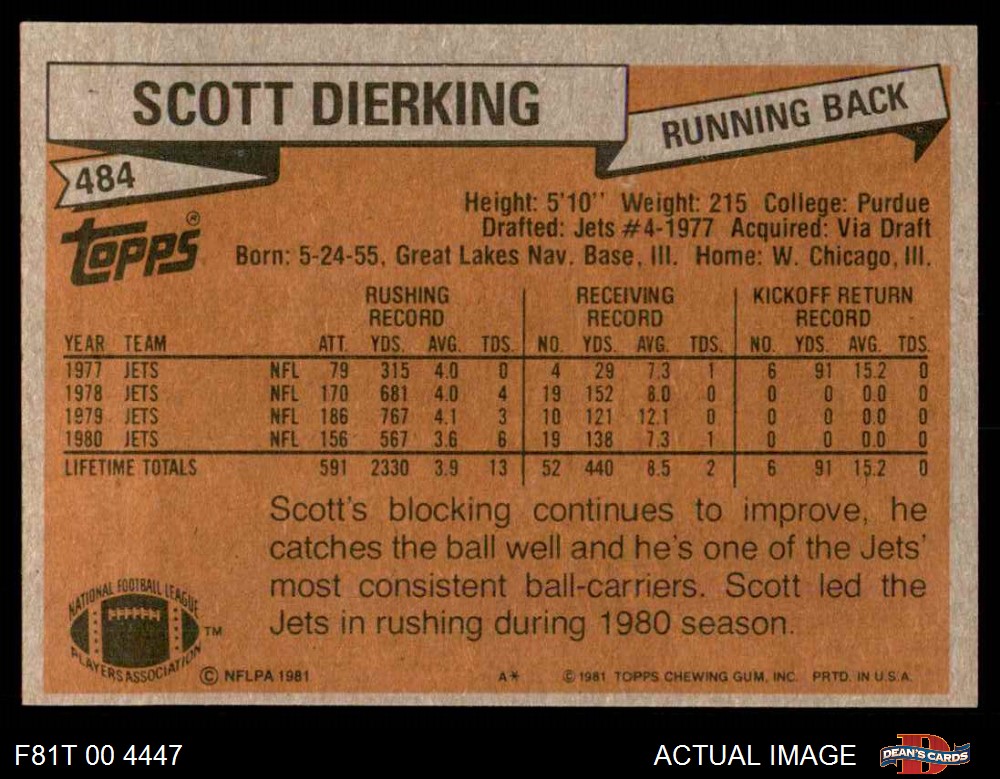 SCOTT DIERKING
RUNNING BACK
484
TOPPS®
Height: 5'10'' Weight: 215 College: Purdue
Drafted: Jets #4-1977 Acquired: Via Draft
Born: 5-24-55, Great Lakes Nav. Base, Ill. Home: W. Chicago, Ill.
RUSHING RECEIVING KICKOFF RETURN
RECORD RECORD RECORD
YEAR TEAM ATT. YDS. AVG. TDS. NO. YDS. AVG. TDS. NO. YDS. AVG. TDS.
1977 JETS NFL 79 315 4.0 0 4 29 7.3 1 6 91 15.2 0
1978 JETS NFL 170 681 4.0 4 19 152 8.0 0 0 0 0.0 0
1979 JETS NFL 186 767 4.1 3 10 121 12.1 0 0 0 0.0 0
1980 JETS NFL 156 567 3.6 6 19 138 7.3 1 0 0 0.0 0
LIFETIME TOTALS 591 2330 3.9 13 52 440 8.5 2 6 91 15.2 0
Scott's blocking continues to improve, he
catches the ball well and he's one of the Jets'
most consistent ball-carriers. Scott led the
Jets in rushing during 1980 season.
NATIONAL FOOTBALL LEAGUE
PLAYERS ASSOCIATION
TM
© NFLPA 1981 A* © 1981 TOPPS CHEWING GUM, INC. PRTD. IN U.S.A.
F81T 00 4447 ACTUAL IMAGE D DEAN'S CARDS